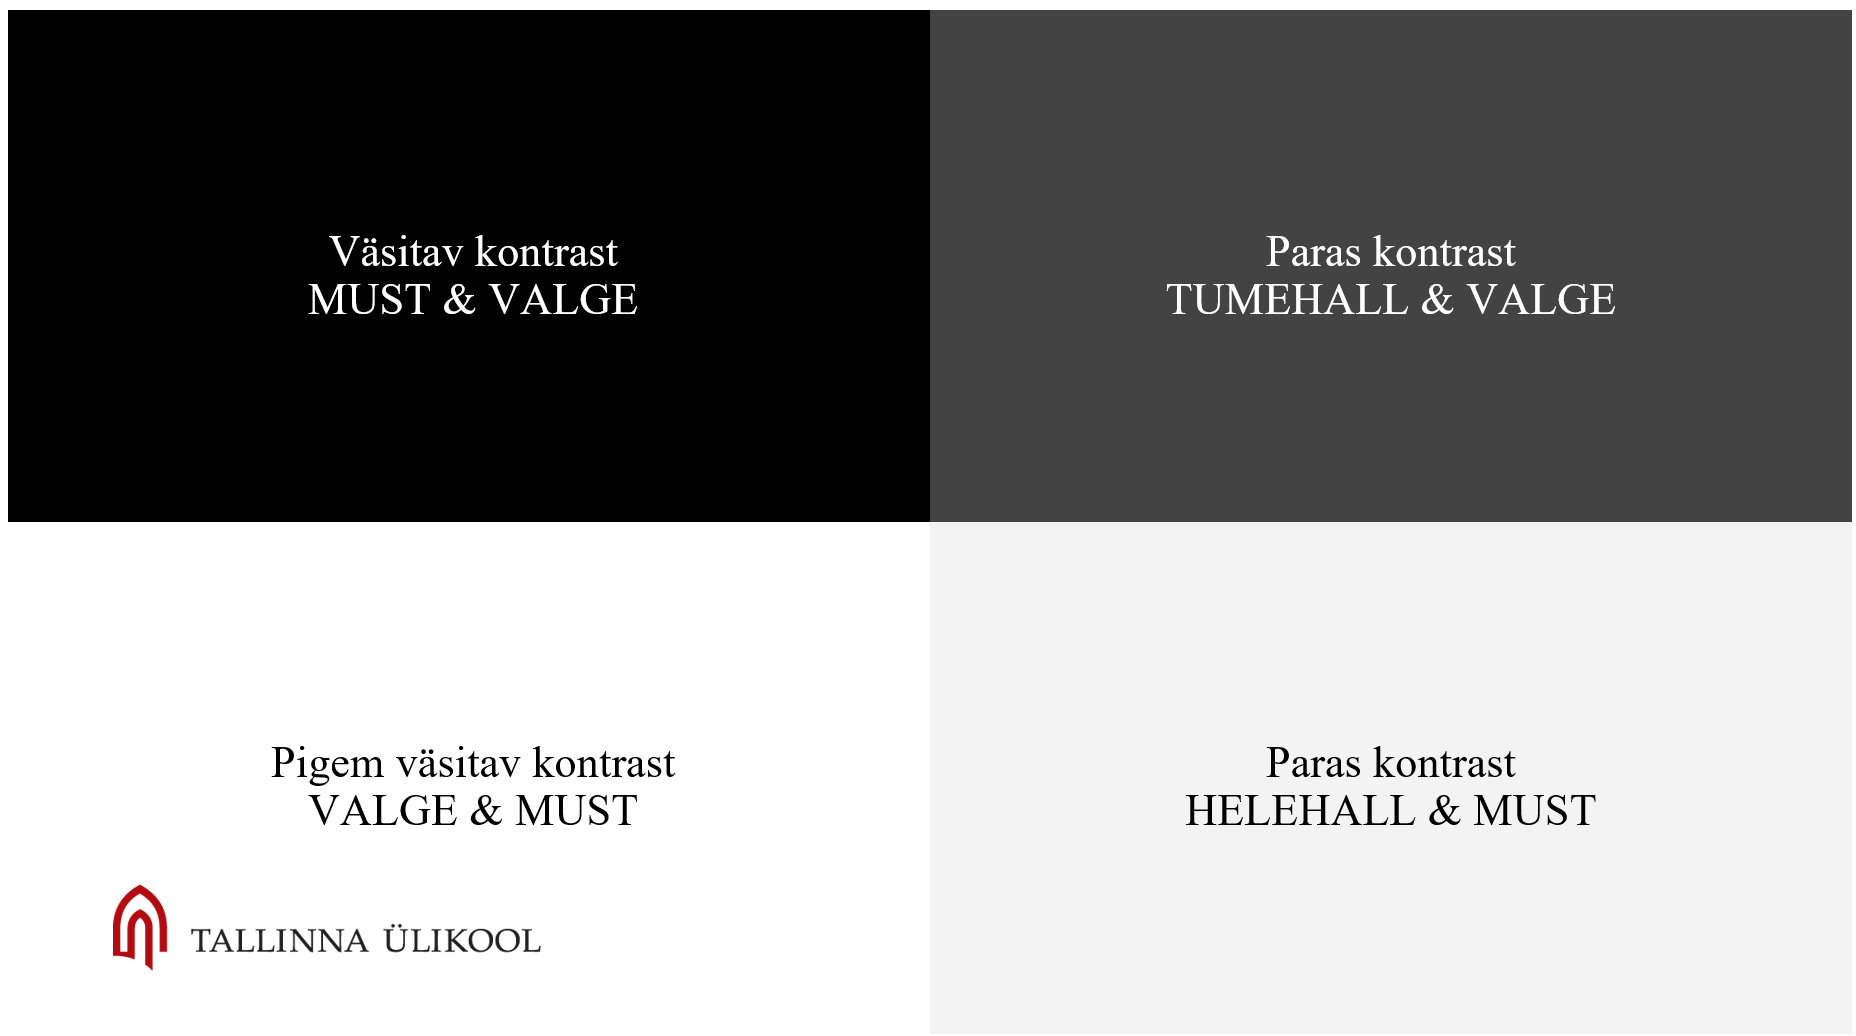 Väsitav kontrast
MUST & VALGE
Paras kontrast
TUMEHALL & VALGE
Pigem väsitav kontrast
VALGE & MUST
Paras kontrast
HELEHALL & MUST
TALLINNA ÜLIKOOL